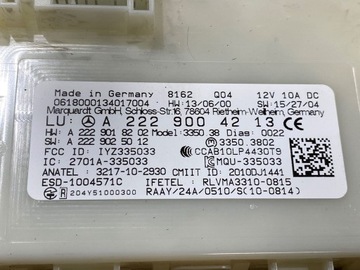 Made in Germany 8162 Q04 12V 10A DC
0618000134017004 HW:13/06/00 SW:15/27/04
Marquardt GmbH, Schloss-Str.16, 78604 Rietheim-Weilheim, Germany
LU: A 222 900 42 13 CE
HW: A 222 901 82 02 Model: 3350 38 Diag: 0022
SW: A 222 902 50 12 3350.3802
FCC ID: IYZ335033 CCAB10LP4430T9
IC: 2701A-335033 MQU-335033
ANATEL : 3217-10-2930 CMIIT ID: 2010DJ1441
ESD-1004571C IFETEL : RLVMA3310-0815
R 204Y51000300 RAAY/24A/0510/S(10-0814)